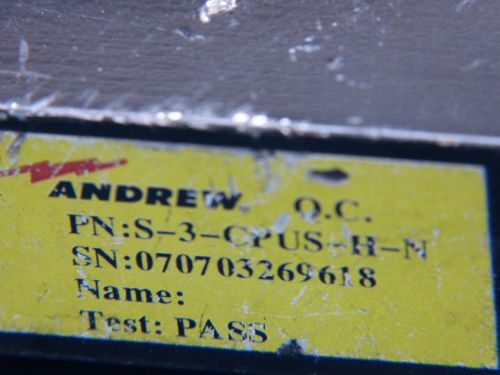 ANDREW. Q.C.
PN:S-3-CPUS-H-N
SN:070703269618
Name:
Test: PASS